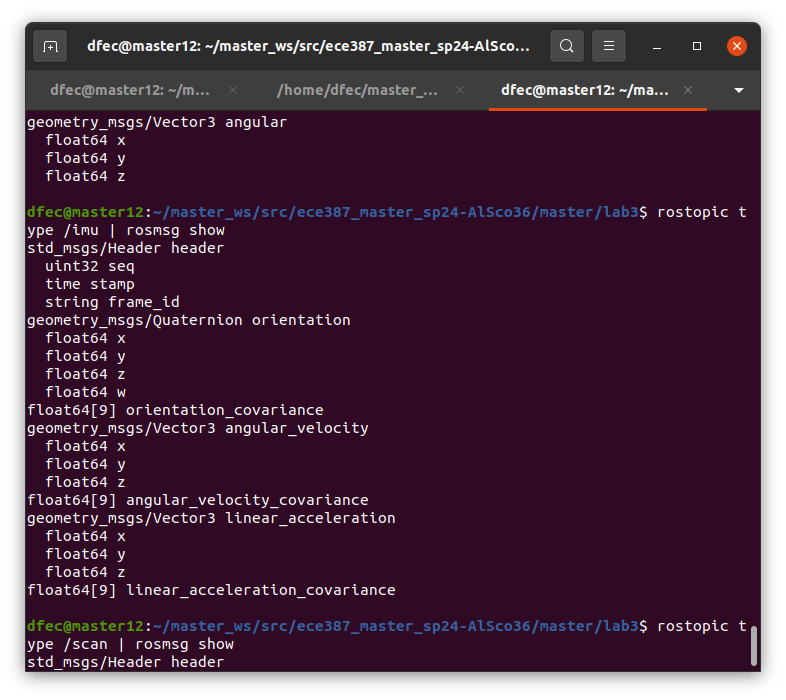 dfec@master12: ~/master_ws/src/ece387_master_sp24-AlSco...
dfec@master12: ~/m... /home/dfec/master_... dfec@master12: ~/ma...
geometry_msgs/Vector3 angular
  float64 x
  float64 y
  float64 z
dfec@master12:~/master_ws/src/ece387_master_sp24-AlSco36/master/lab3$ rostopic t
ype /imu | rosmsg show
std_msgs/Header header
  uint32 seq
  time stamp
  string frame_id
geometry_msgs/Quaternion orientation
  float64 x
  float64 y
  float64 z
  float64 w
float64[9] orientation_covariance
geometry_msgs/Vector3 angular_velocity
  float64 x
  float64 y
  float64 z
float64[9] angular_velocity_covariance
geometry_msgs/Vector3 linear_acceleration
  float64 x
  float64 y
  float64 z
float64[9] linear_acceleration_covariance
dfec@master12:~/master_ws/src/ece387_master_sp24-AlSco36/master/lab3$ rostopic t
ype /scan | rosmsg show
std_msgs/Header header